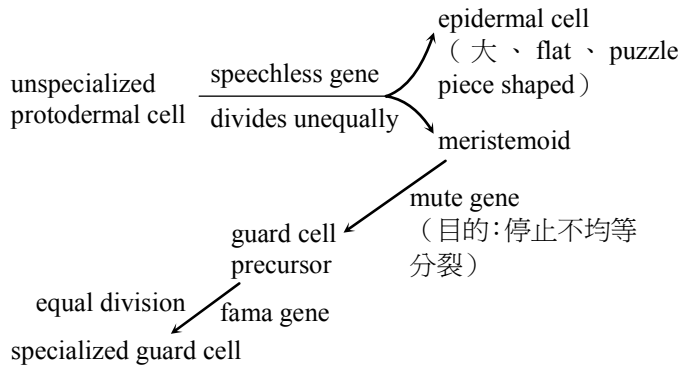 epidermal cell
（大、flat、puzzle
piece shaped）
unspecialized
protodermal cell
speechless gene
divides unequally
meristemoid
mute gene
（目的：停止不均等
分裂）
guard cell
precursor
equal division
fama gene
specialized guard cell